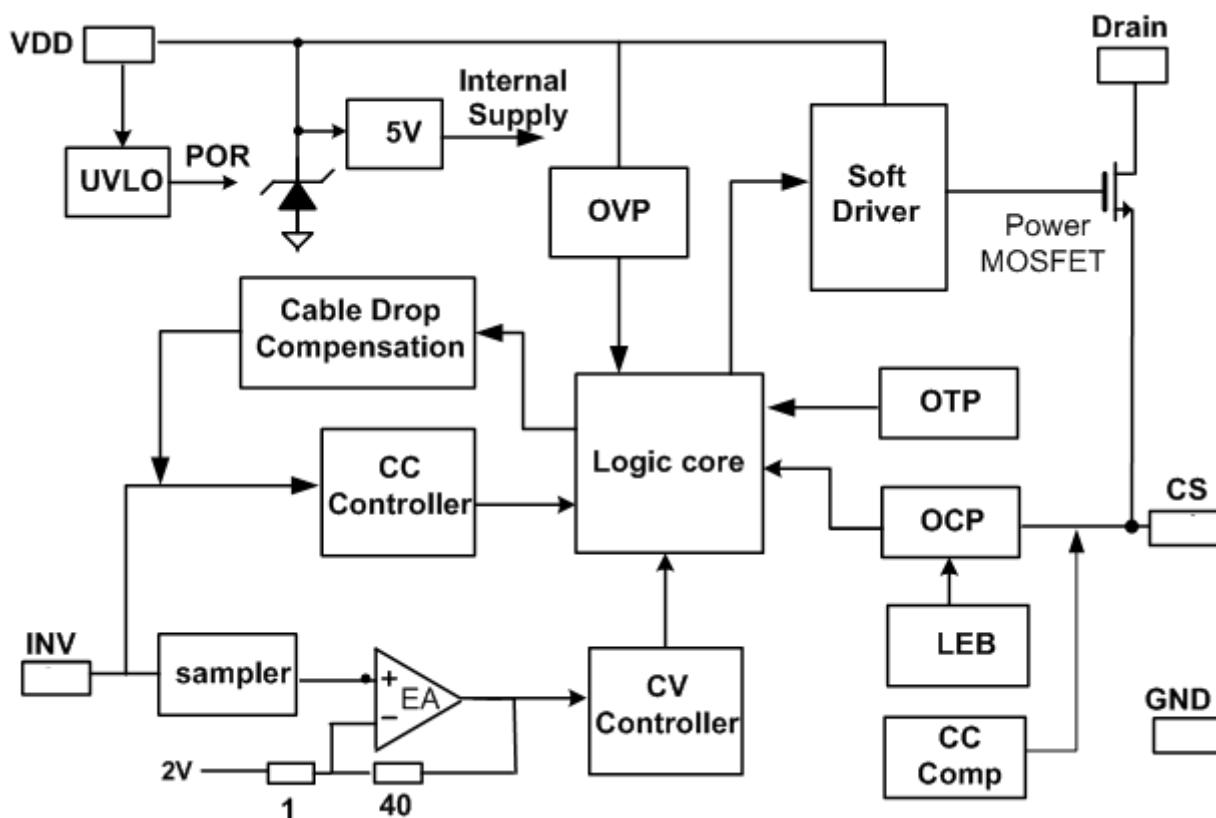 VDD
Drain
Internal
Supply
5V
POR
UVLO
OVP
Soft
Driver
Power
MOSFET
Cable Drop
Compensation
OTP
CC
Controller
Logic core
OCP
CS
INV
sampler
+
EA
−
CV
Controller
LEB
GND
2V
1
40
CC
Comp